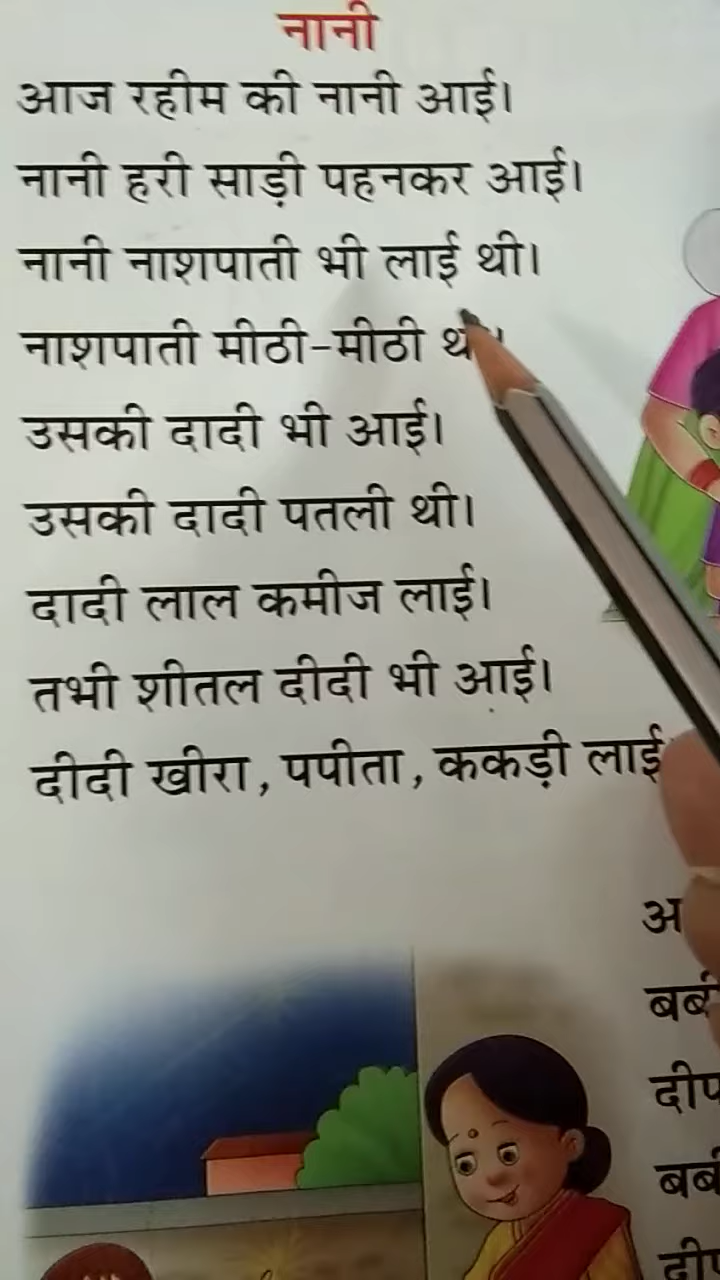 नानी
आज रहीम की नानी आई।
नानी हरी साड़ी पहनकर आई।
नानी नाशपाती भी लाई थी।
नाशपाती मीठी-मीठी
उसकी दादी भी आई।
उसकी दादी पतली थी।
दादी लाल कमीज लाई।
तभी शीतल दीदी भी आई।
दीदी खीरा, पपीता, ककड़ी लाई